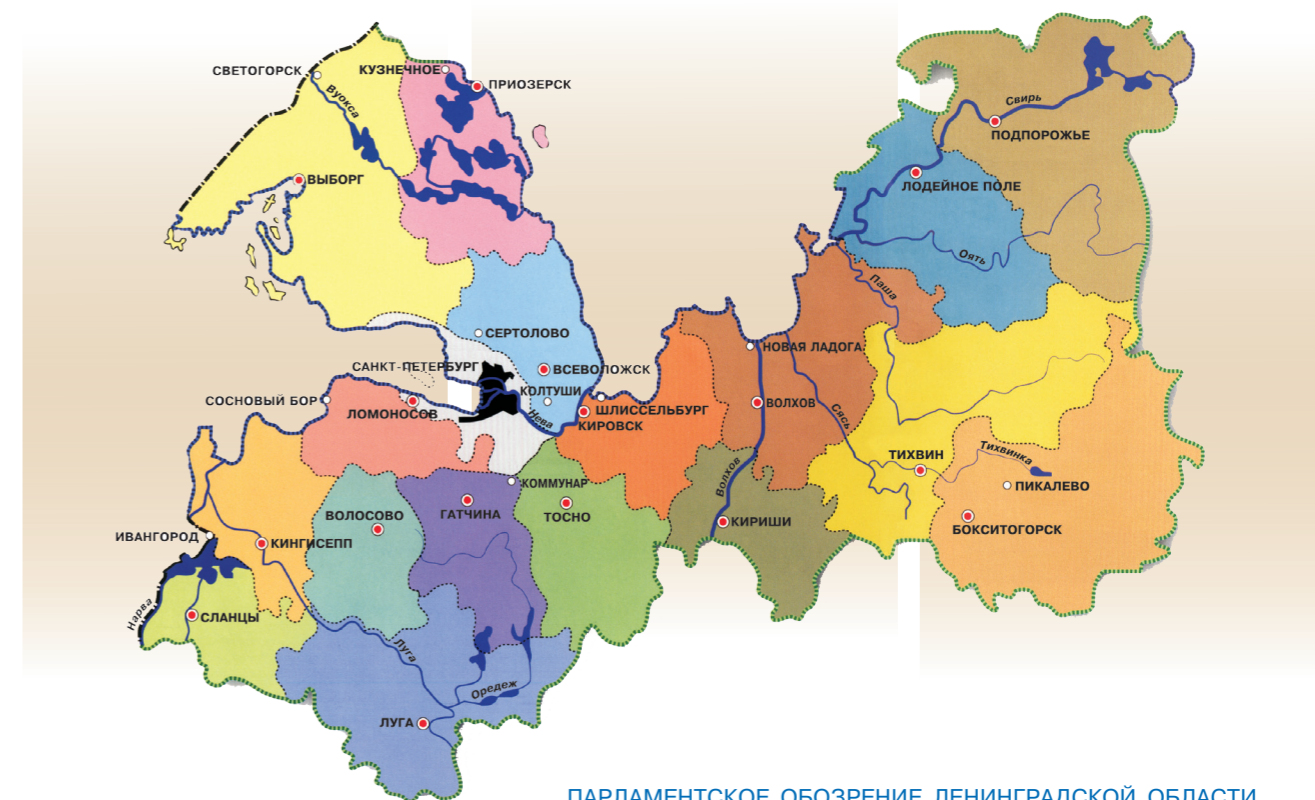 СВЕТОГОРСК
КУЗНЕЧНОЕ
ПРИОЗЕРСК
Вуокса
Свирь
ПОДПОРОЖЬЕ
ВЫБОРГ
ЛОДЕЙНОЕ ПОЛЕ
Оять
Паша
СЕРТОЛОВО
НОВАЯ ЛАДОГА
САНКТ-ПЕТЕРБУРГ
ВСЕВОЛОЖСК
КОЛТУШИ
СОСНОВЫЙ БОР
ЛОМОНОСОВ
Нева
ШЛИССЕЛЬБУРГ
КИРОВСК
ВОЛХОВ
Сясь
ТИХВИН
Тихвинка
ПИКАЛЕВО
Волхов
КОММУНАР
ВОЛОСОВО
ГАТЧИНА
ТОСНО
КИРИШИ
БОКСИТОГОРСК
ИВАНГОРОД
КИНГИСЕПП
Нарва
СЛАНЦЫ
Луга
Оредеж
ЛУГА
ПАРЛАМЕНТСКОЕ ОБОЗРЕНИЕ ЛЕНИНГРАДСКОЙ ОБЛАСТИ